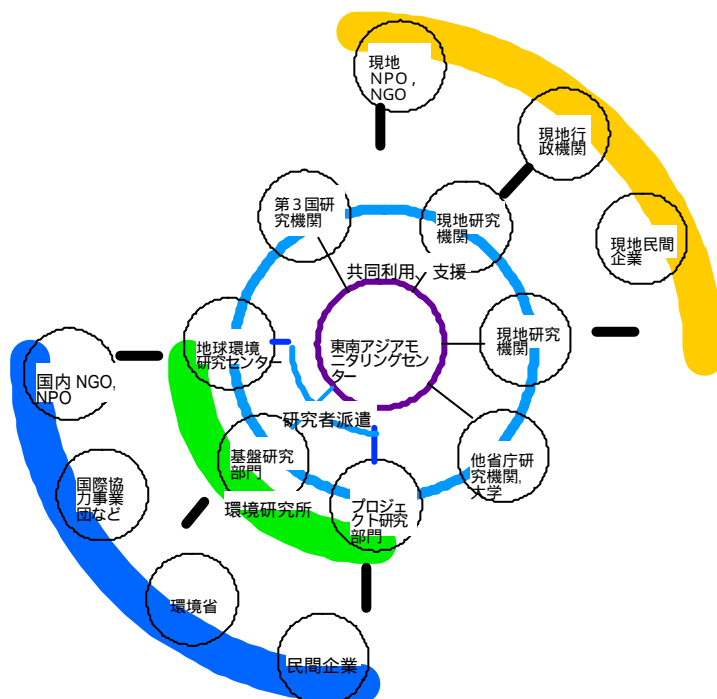 現地
NPO,
NGO
現地行
政機関
第3国研
究機関
現地研究
機関
現地民間
企業
共同利用、支援
地球環境
研究センター
東南アジアモ
ニタリングセン
ター
現地研究
機関
国内 NGO,
NPO
研究者派遣
基盤研究
部門
他省庁研
究機関,
大学
国際協
力事業
団など
環境研究所
プロジェ
クト研究
部門
環境省
民間企業